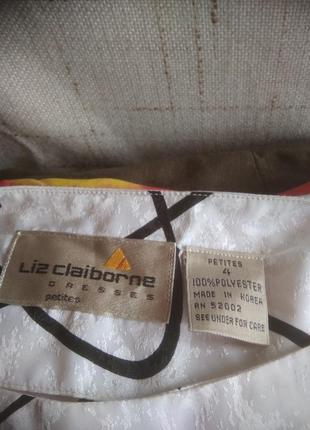 Liz claiborne
DRESSES
petites
PETITES
4
100% POLYESTER
MADE IN KOREA
RN 52002
SEE UNDER FOR CARE